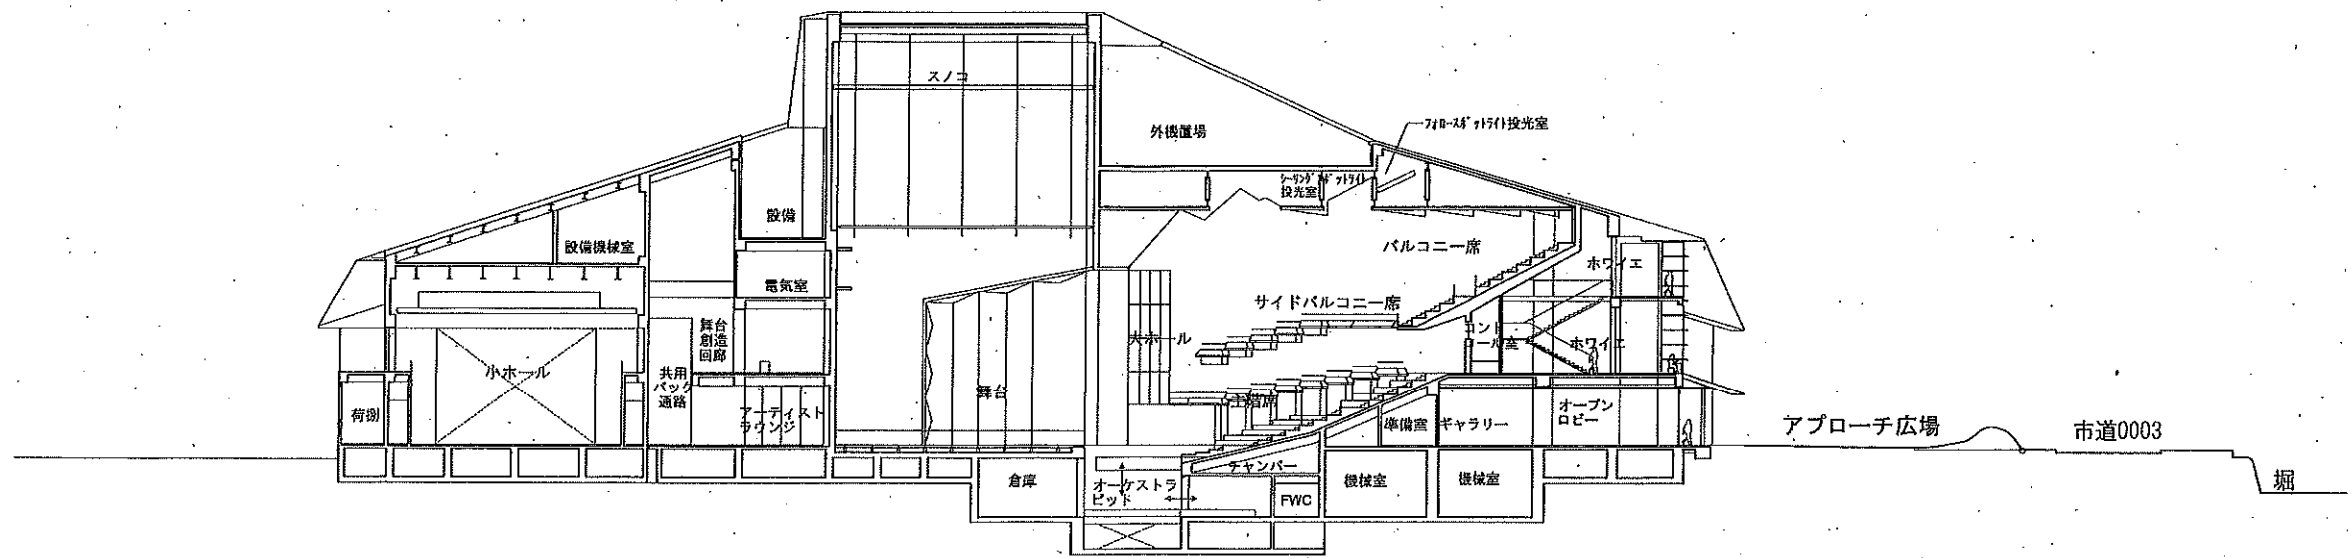 スノコ
外機置場
フォロースポットライト投光室
シーリングスポットライト
投光室
設備
設備機械室
バルコニー席
ホワイエ
電気室
サイドバルコニー席
舞台
創造
回廊
大ホール
コント
ロール室
ホワイエ
小ホール
共用
バック
通路
舞台
荷捌
アーティスト
ラウンジ
準備室
ギャラリー
オープン
ロビー
アプローチ広場
市道0003
チャンバー
倉庫
オーケストラ
ピット
FWC
機械室
機械室
堀